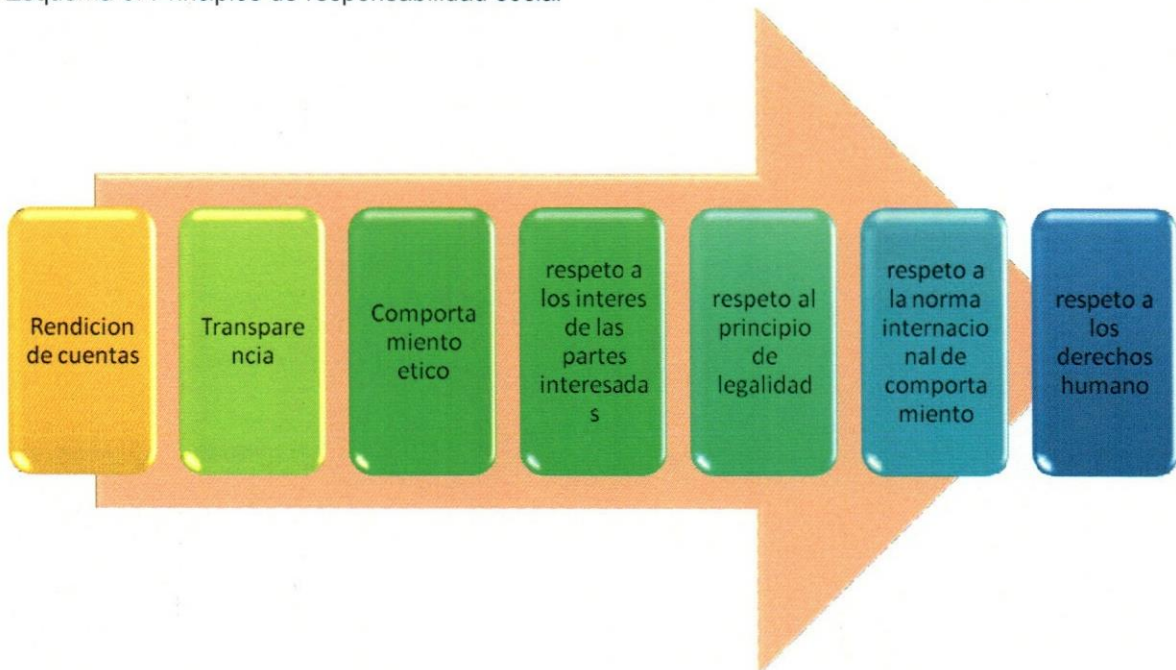 Rendicion
de cuentas
Transpare
ncia
Comporta
miento
etico
respeto a
los interes
de las
partes
interesada
s
respeto al
principio
de
legalidad
respeto a
la norma
internacio
nal de
comporta
miento
respeto a
los
derechos
humano